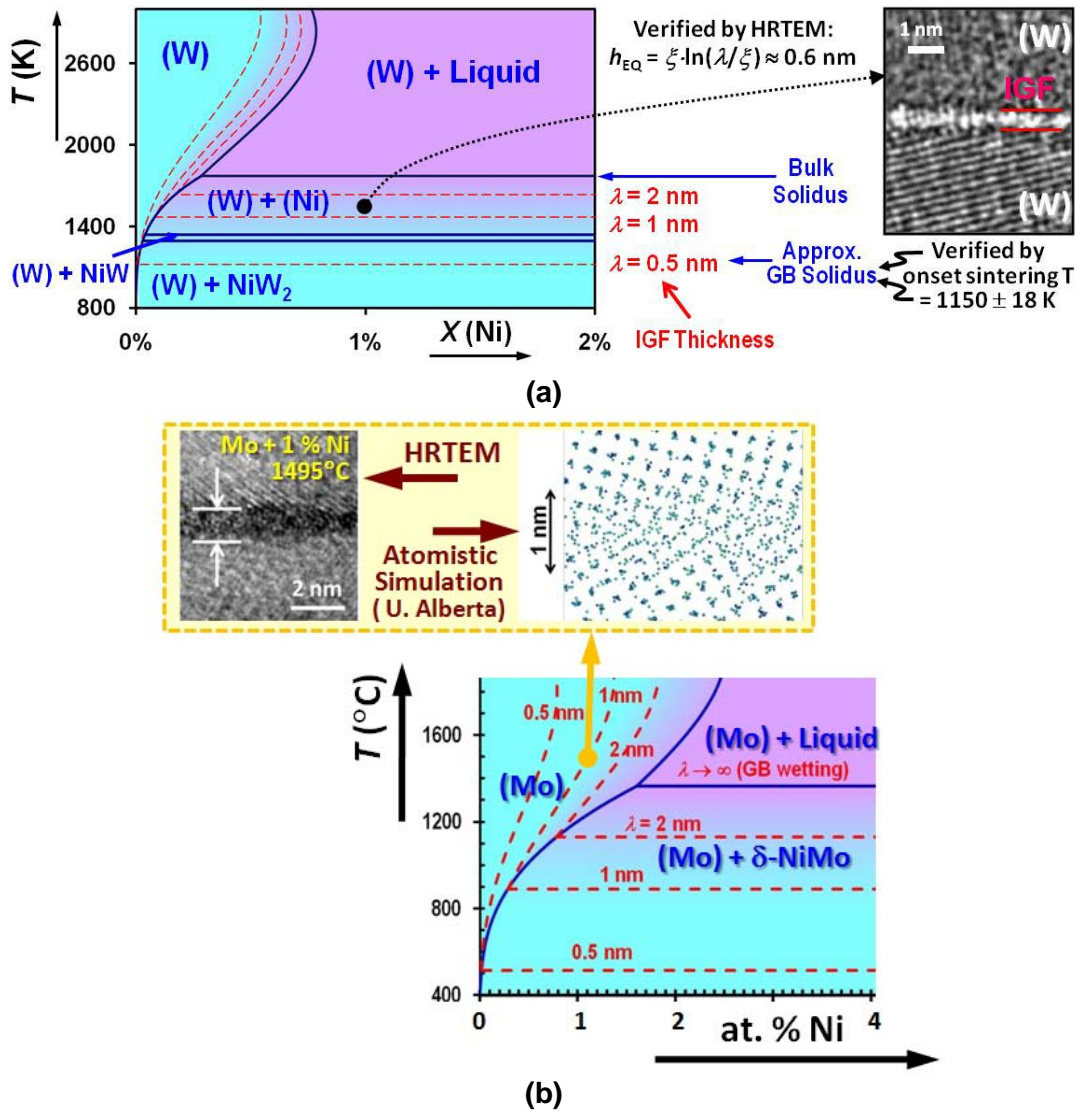 T (K)
2600
2000
1400
800
0%
1%
2%
X (Ni)
(W)
(W) + Liquid
(W) + (Ni)
(W) + NiW
(W) + NiW2
Verified by HRTEM:
hEQ = ξ·ln(λ/ξ) ≈ 0.6 nm
1 nm
(W)
IGF
(W)
Bulk
Solidus
λ = 2 nm
λ = 1 nm
λ = 0.5 nm
Approx.
GB Solidus
Verified by
onset sintering T
= 1150 ± 18 K
IGF Thickness
(a)
Mo + 1 % Ni
1495°C
2 nm
HRTEM
Atomistic
Simulation
( U. Alberta)
1 nm
T (°C)
1600
1200
800
400
0
1
2
4
at. % Ni
0.5 nm
1 nm
2 nm
(Mo)
(Mo) + Liquid
λ → ∞ (GB wetting)
λ = 2 nm
(Mo) + δ-NiMo
1 nm
0.5 nm
(b)